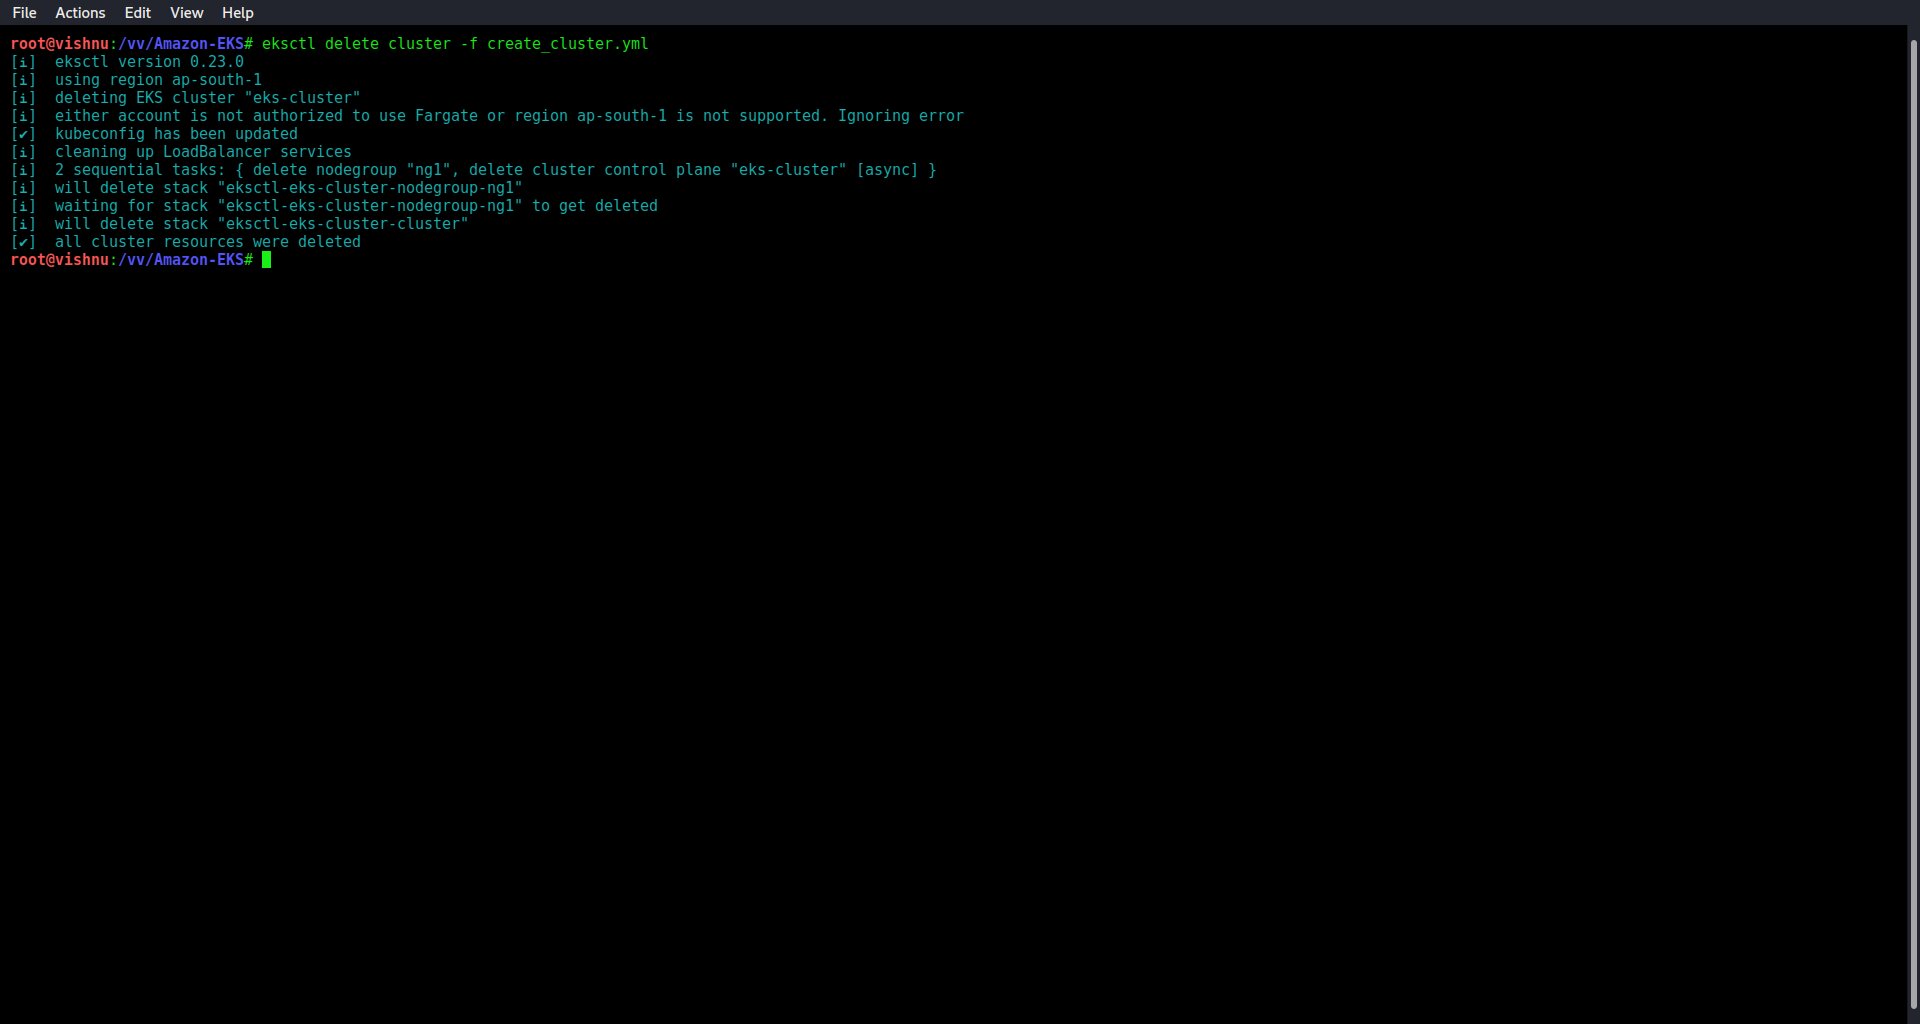 File Actions Edit View Help
root@vishnu:/vv/Amazon-EKS# eksctl delete cluster -f create_cluster.yml
[ℹ]  eksctl version 0.23.0
[ℹ]  using region ap-south-1
[ℹ]  deleting EKS cluster "eks-cluster"
[ℹ]  either account is not authorized to use Fargate or region ap-south-1 is not supported. Ignoring error
[✔]  kubeconfig has been updated
[ℹ]  cleaning up LoadBalancer services
[ℹ]  2 sequential tasks: { delete nodegroup "ng1", delete cluster control plane "eks-cluster" [async] }
[ℹ]  will delete stack "eksctl-eks-cluster-nodegroup-ng1"
[ℹ]  waiting for stack "eksctl-eks-cluster-nodegroup-ng1" to get deleted
[ℹ]  will delete stack "eksctl-eks-cluster-cluster"
[✔]  all cluster resources were deleted
root@vishnu:/vv/Amazon-EKS#